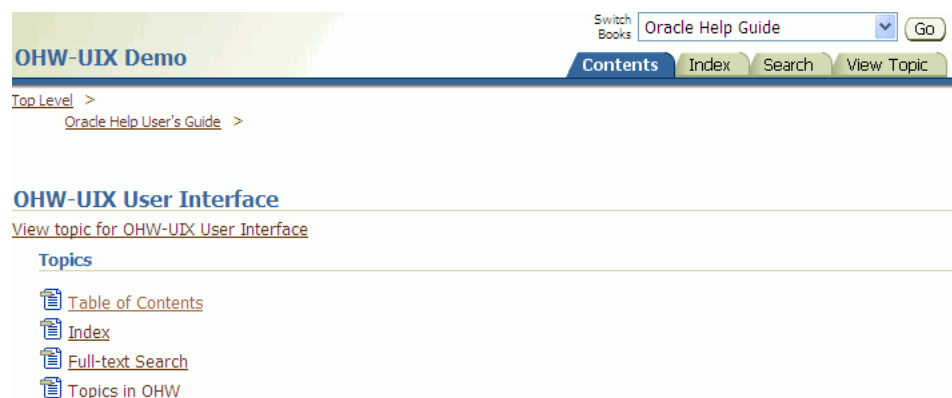 Switch Books Oracle Help Guide Go
OHW-UIX Demo
Contents Index Search View Topic
Top Level >
Oracle Help User's Guide >
OHW-UIX User Interface
View topic for OHW-UIX User Interface
Topics
Table of Contents
Index
Full-text Search
Topics in OHW